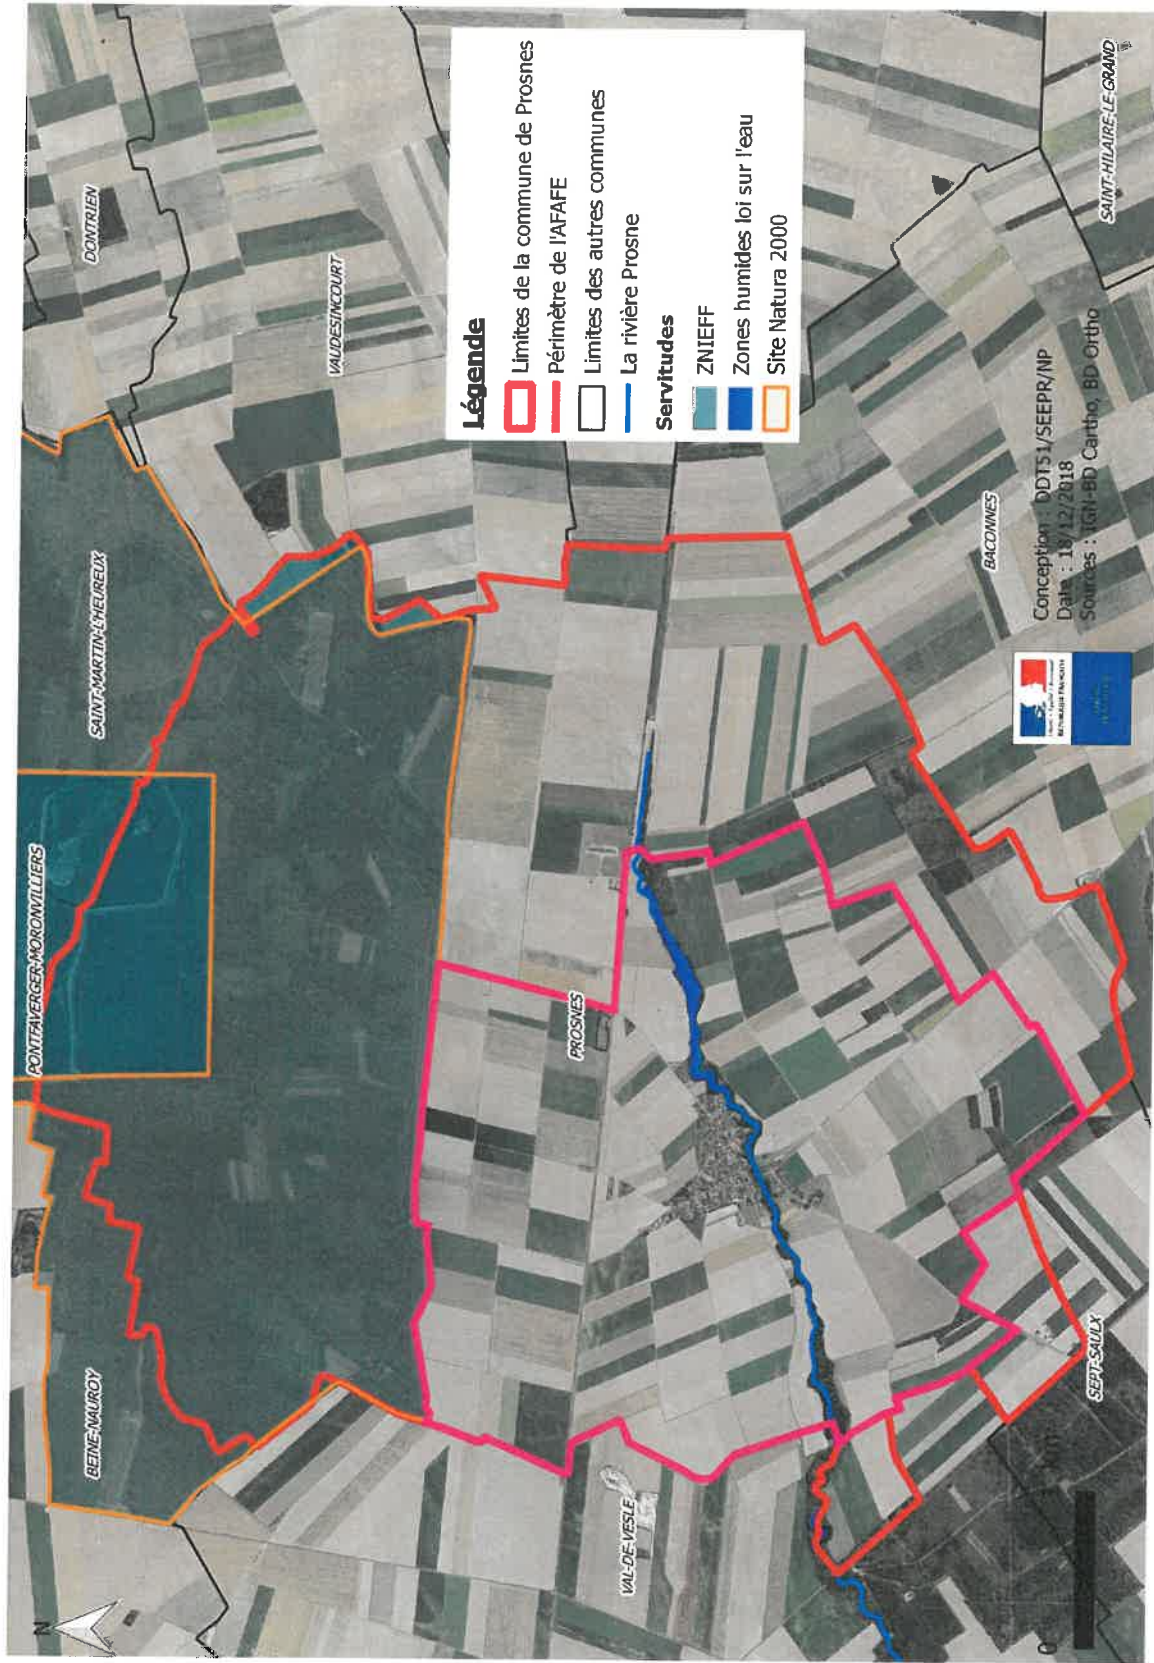 N
PONTFAVERGER-MORONVILLIERS
SAINT-MARTIN-L'HEUREUX
DONTRIEN
BEINE-NAUROY
VAUDESINCOURT
PROSNES
VAL-DE-VESLE
BACONNES
SEPT-SAULX
SAINT-HILAIRE-LE-GRAND
Légende
Limites de la commune de Prosnes
Périmètre de l'AFAFE
Limites des autres communes
La rivière Prosne
Servitudes
ZNIEFF
Zones humides loi sur l'eau
Site Natura 2000
Conception : DDT51/SEEPR/NP
Date : 18/12/2018
Sources : IGN-BD Cartho, BD Ortho
RÉPUBLIQUE FRANÇAISE
0